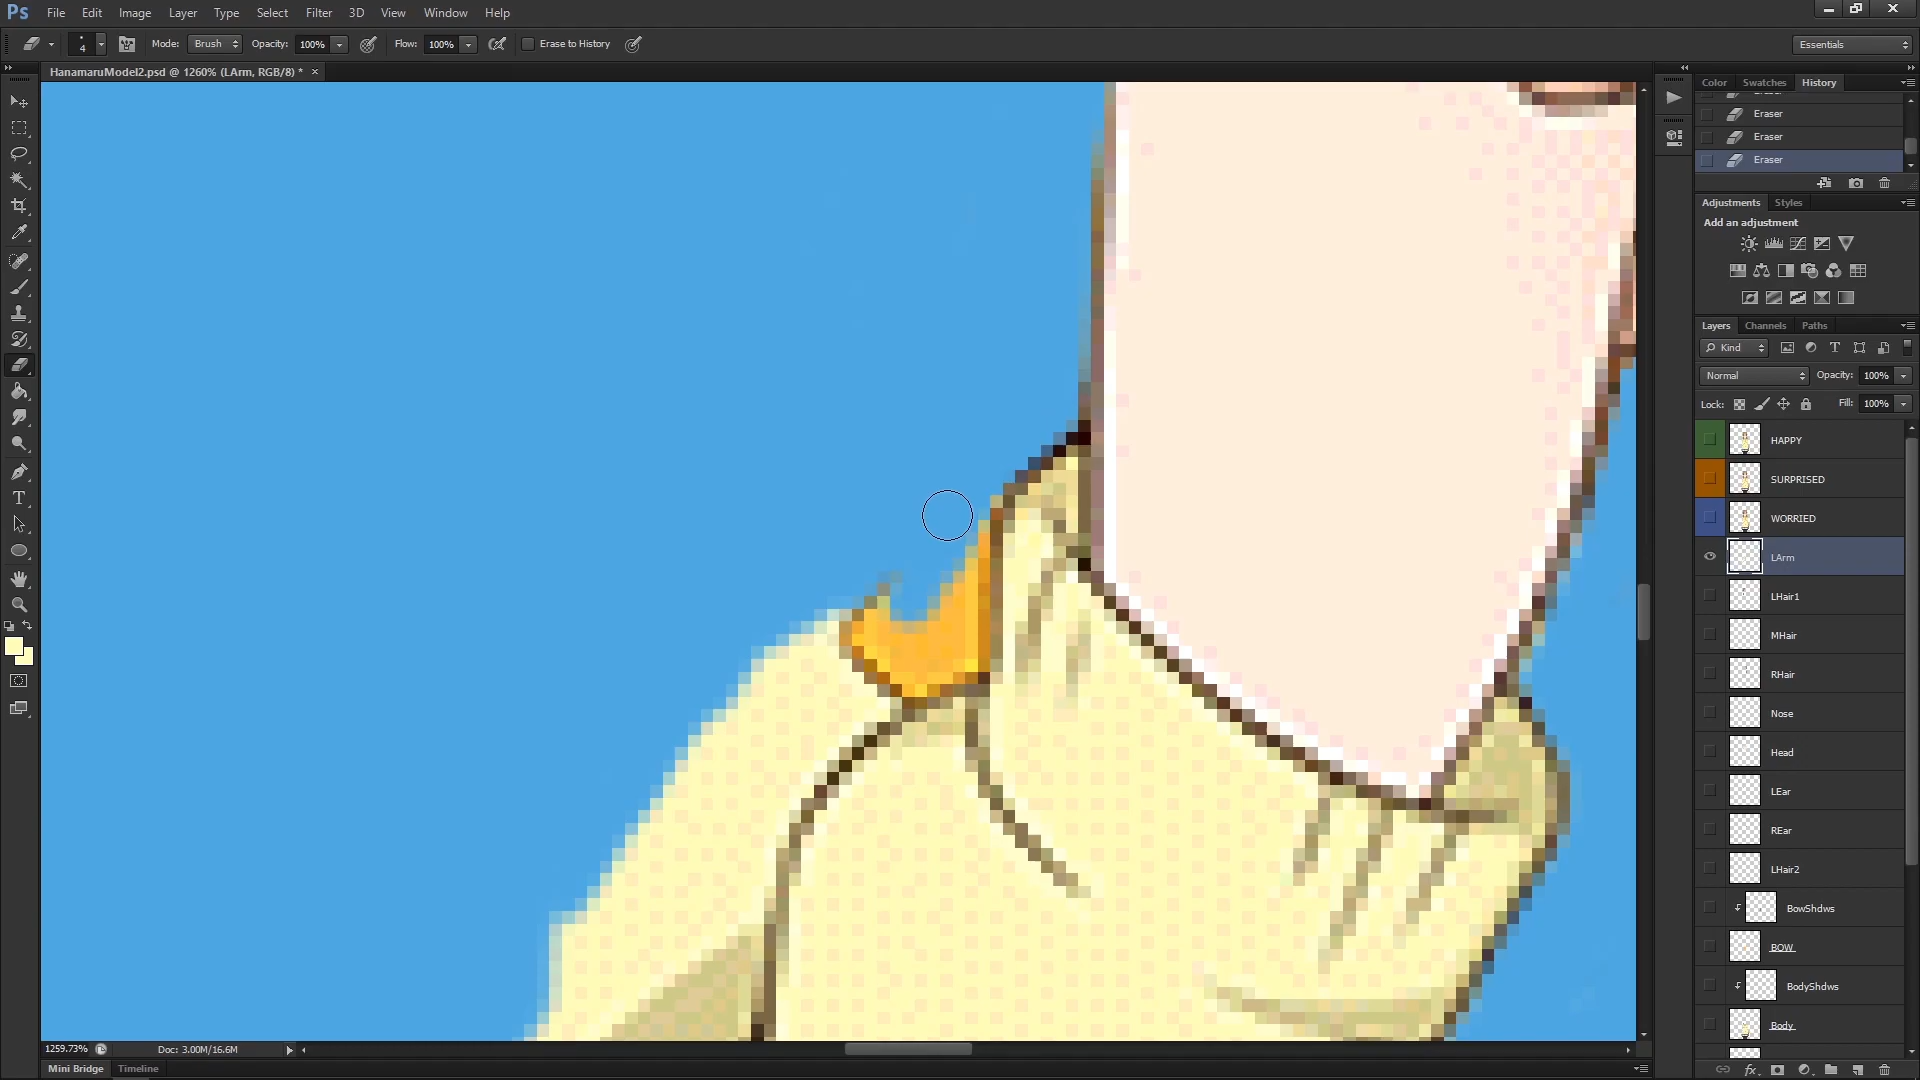 Ps File Edit Image Layer Type Select Filter 3D View Window Help
4 Mode: Brush Opacity: 100% Flow: 100% Erase to History Essentials
HanamaruModel2.psd @ 1260% (LArm, RGB/8) * ×
Color Swatches History
Eraser
Eraser
Eraser
Adjustments Styles
Add an adjustment
Layers Channels Paths
Kind
Normal Opacity: 100%
Lock: Fill: 100%
HAPPY
SURPRISED
WORRIED
LArm
LHair1
MHair
RHair
Nose
Head
LEar
REar
LHair2
BowShdws
BOW
BodyShdws
Body
1259.73% Doc: 3.00M/16.6M
Mini Bridge Timeline